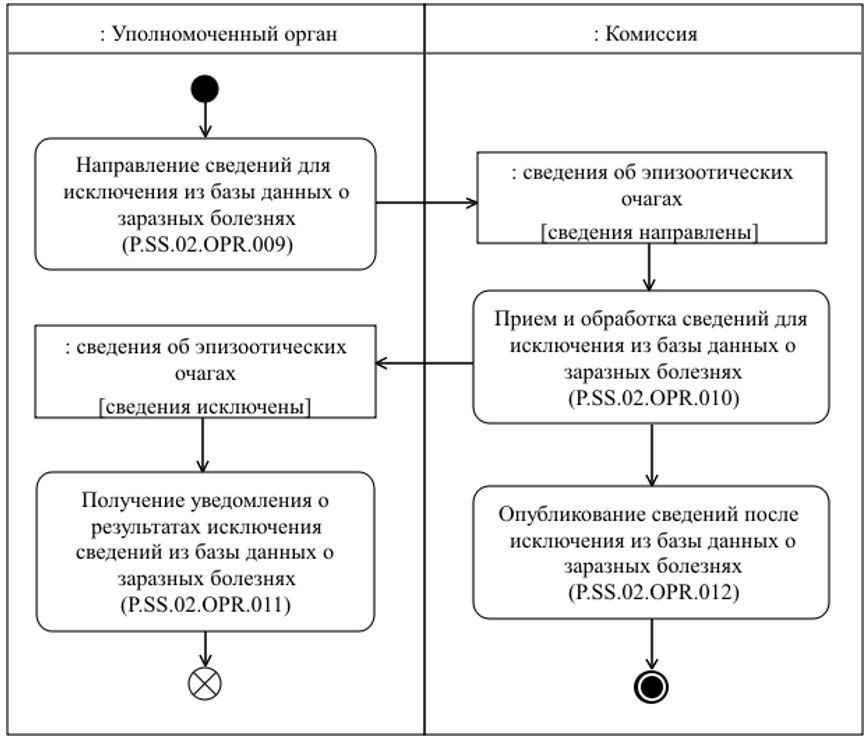 : Уполномоченный орган
: Комиссия
Направление сведений для
исключения из базы данных о
заразных болезнях
(P.SS.02.OPR.009)
: сведения об эпизоотических
очагах
[сведения направлены]
Прием и обработка сведений для
исключения из базы данных о
заразных болезнях
(P.SS.02.OPR.010)
: сведения об эпизоотических
очагах
[сведения исключены]
Получение уведомления о
результатах исключения
сведений из базы данных о
заразных болезнях
(P.SS.02.OPR.011)
Опубликование сведений после
исключения из базы данных о
заразных болезнях
(P.SS.02.OPR.012)